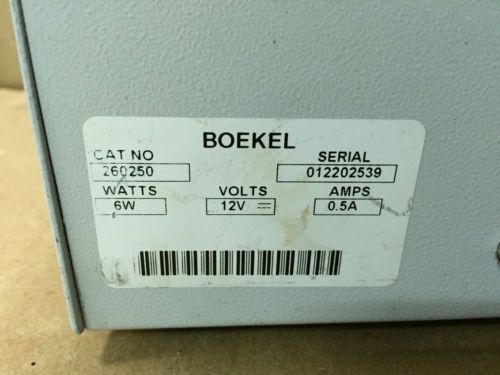 BOEKEL
CAT NO SERIAL
260250 012202539
WATTS VOLTS AMPS
6W 12V ⎓ 0.5A